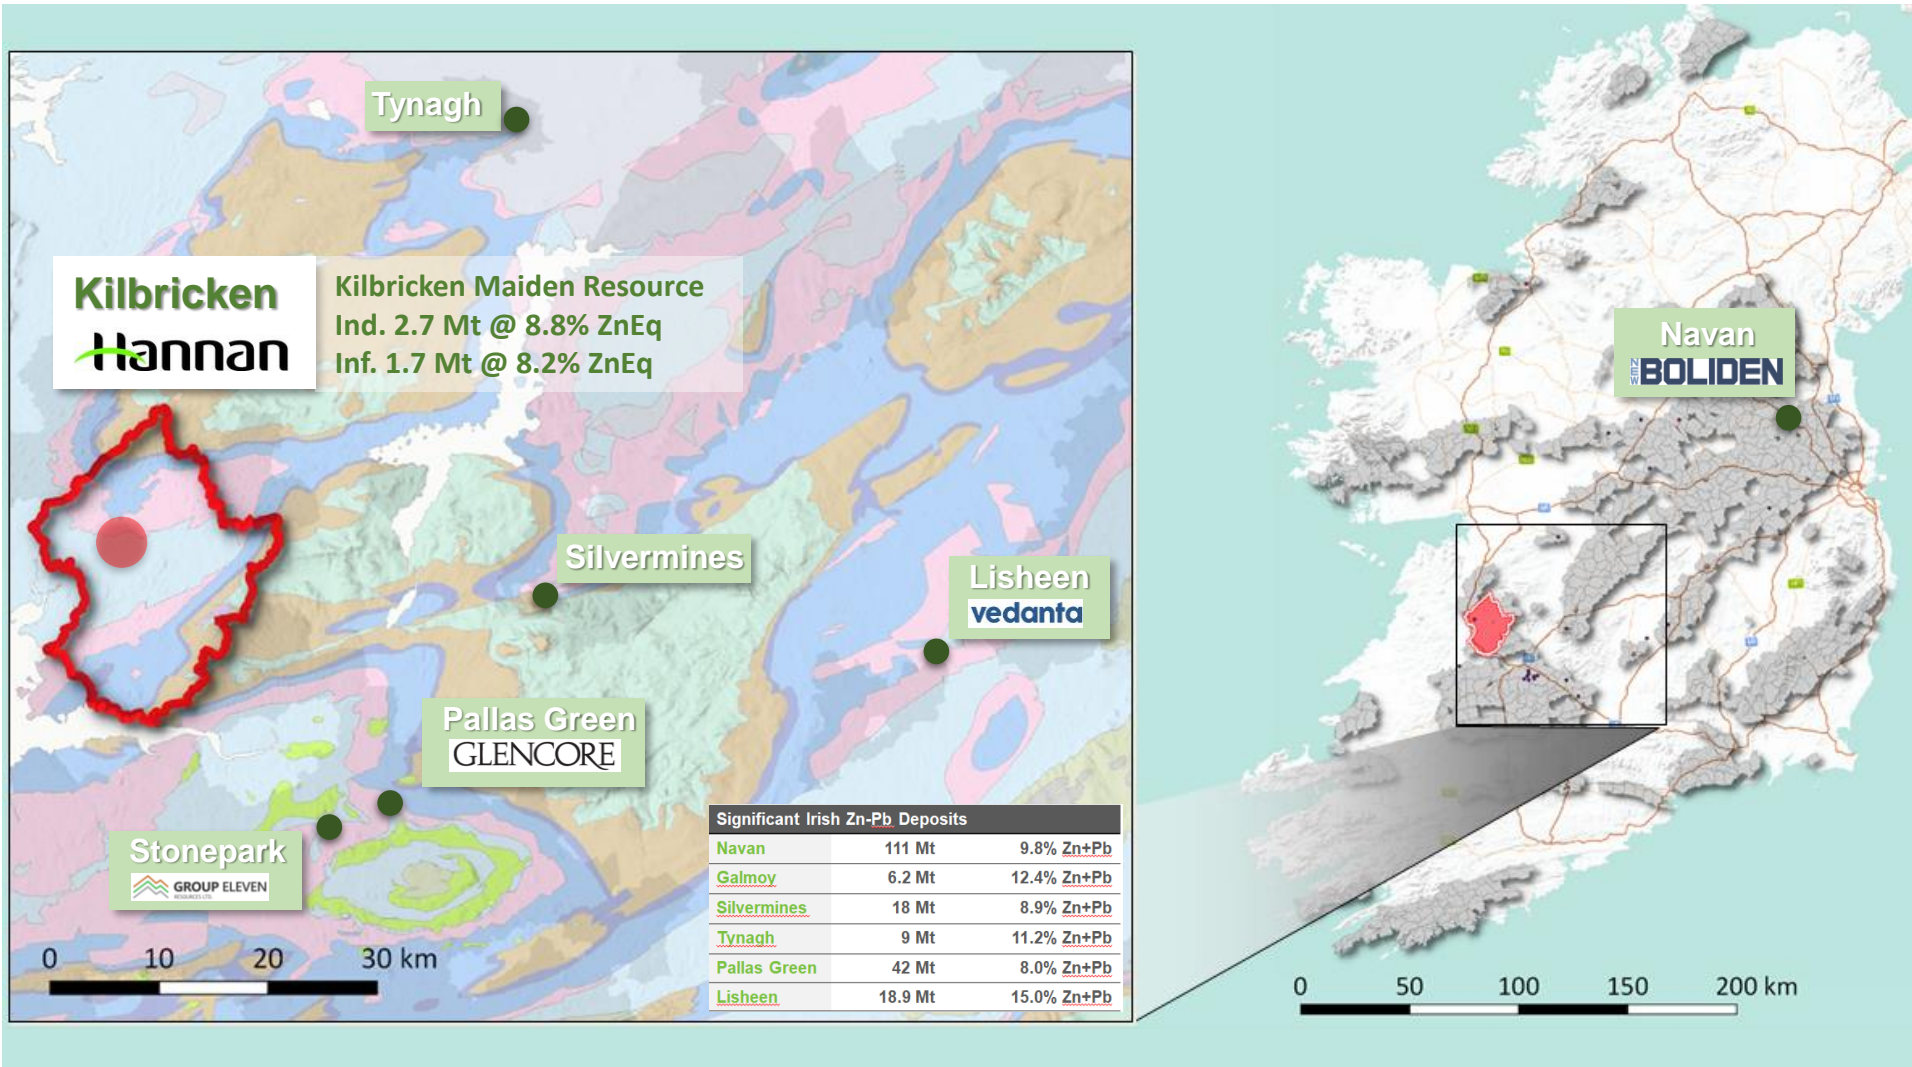 Tynagh
Kilbricken
Hannan
Kilbricken Maiden Resource
Ind. 2.7 Mt @ 8.8% ZnEq
Inf. 1.7 Mt @ 8.2% ZnEq
Navan
NEW BOLIDEN
Silvermines
Lisheen
vedanta
Pallas Green
GLENCORE
Stonepark
GROUP ELEVEN
RESOURCES LTD.
Significant Irish Zn-Pb Deposits
Navan 111 Mt 9.8% Zn+Pb
Galmoy 6.2 Mt 12.4% Zn+Pb
Silvermines 18 Mt 8.9% Zn+Pb
Tynagh 9 Mt 11.2% Zn+Pb
Pallas Green 42 Mt 8.0% Zn+Pb
Lisheen 18.9 Mt 15.0% Zn+Pb
0 10 20 30 km
0 50 100 150 200 km